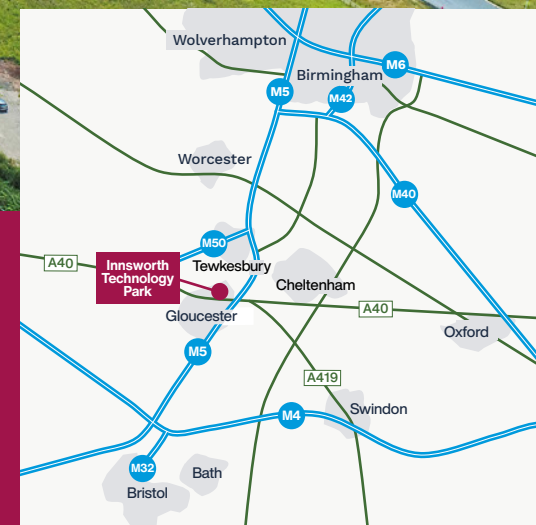 Wolverhampton
M6
Birmingham
M5
M42
Worcester
M40
M50
A40
Innsworth
Technology
Park
Tewkesbury
Cheltenham
Gloucester
A40
Oxford
M5
A419
Swindon
M4
M32
Bath
Bristol